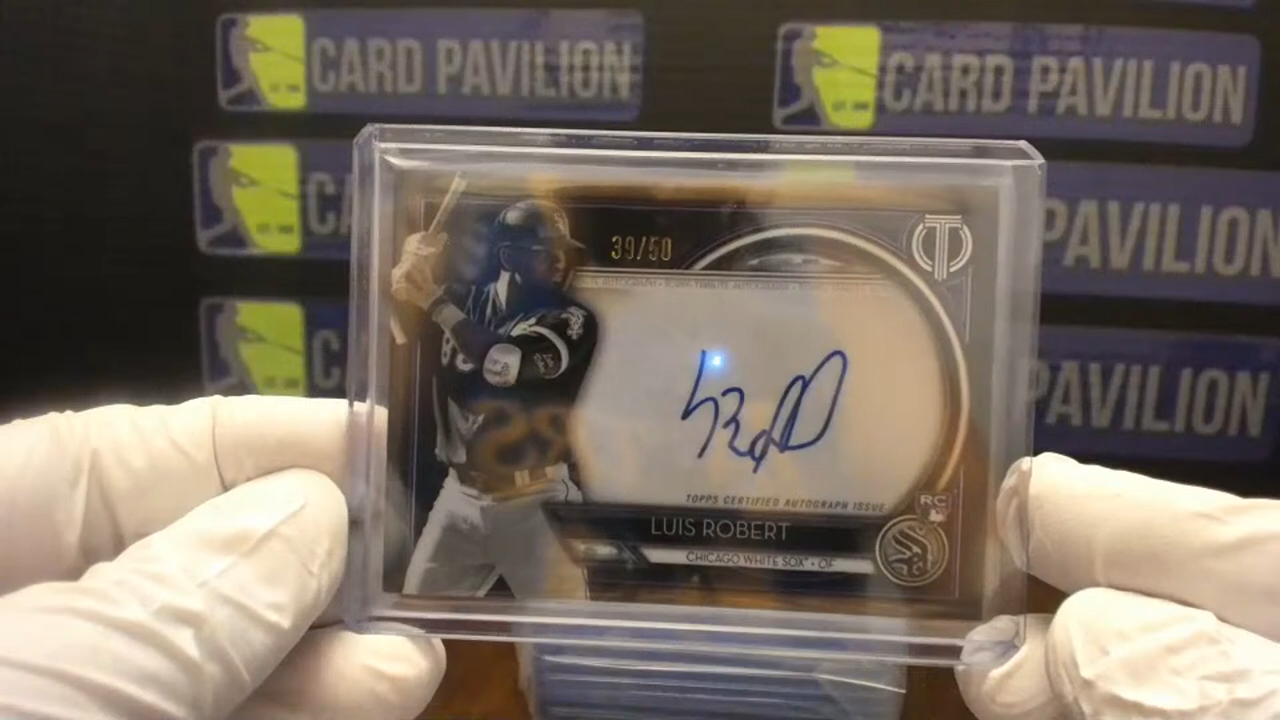 CARD PAVILION
CARD PAVILION
CA
PAVILION
C
PAVILION
39/50
TOPPS CERTIFIED AUTOGRAPH ISSUE
RC
LUIS ROBERT
CHICAGO WHITE SOX • OF